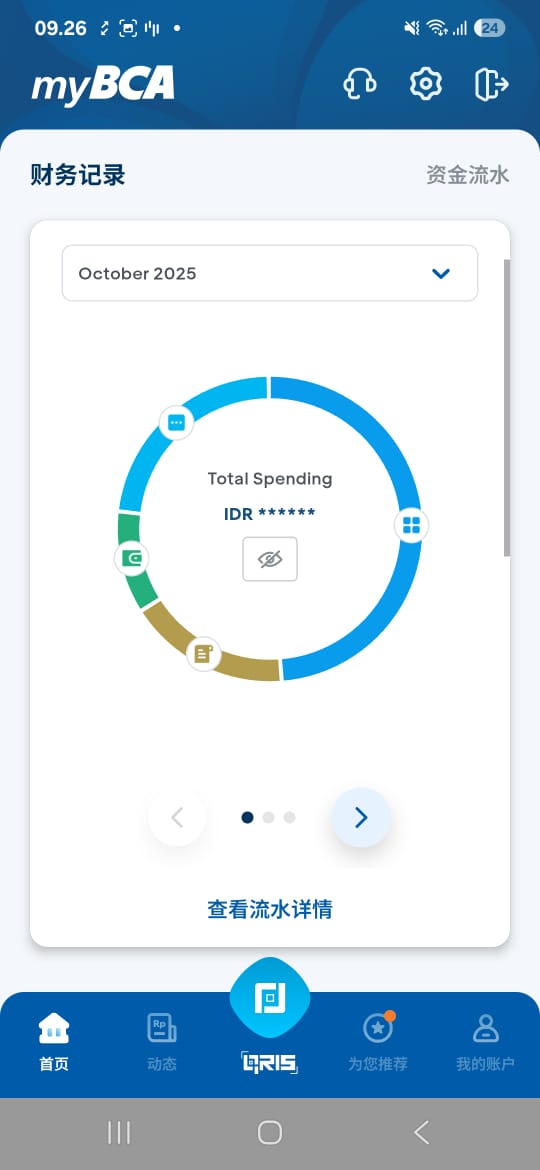 09.26
24
myBCA
财务记录
资金流水
October 2025
Total Spending
IDR ******
查看流水详情
Rp
QRIS
首页
动态
为您推荐
我的账户